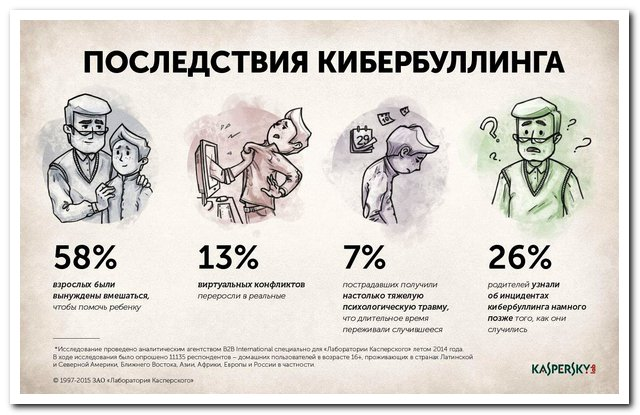 ПОСЛЕДСТВИЯ КИБЕРБУЛЛИНГА
29
16
58%
взрослых были
вынуждены вмешаться,
чтобы помочь ребенку
13%
виртуальных конфликтов
переросли в реальные
7%
пострадавших получили
настолько тяжелую
психологическую травму,
что длительное время
переживали случившееся
26%
родителей узнали
об инцидентах
кибербуллинга намного
позже того, как они
случились
*Исследование проведено аналитическим агентством B2B International специально для «Лаборатории Касперского» летом 2014 года.
В ходе исследования было опрошено 11135 респондентов – домашних пользователей в возрасте 16+, проживающих в странах Латинской
и Северной Америки, Ближнего Востока, Азии, Африки, Европы и России в частности.
© 1997-2015 ЗАО «Лаборатория Касперского»
KASPERSKY